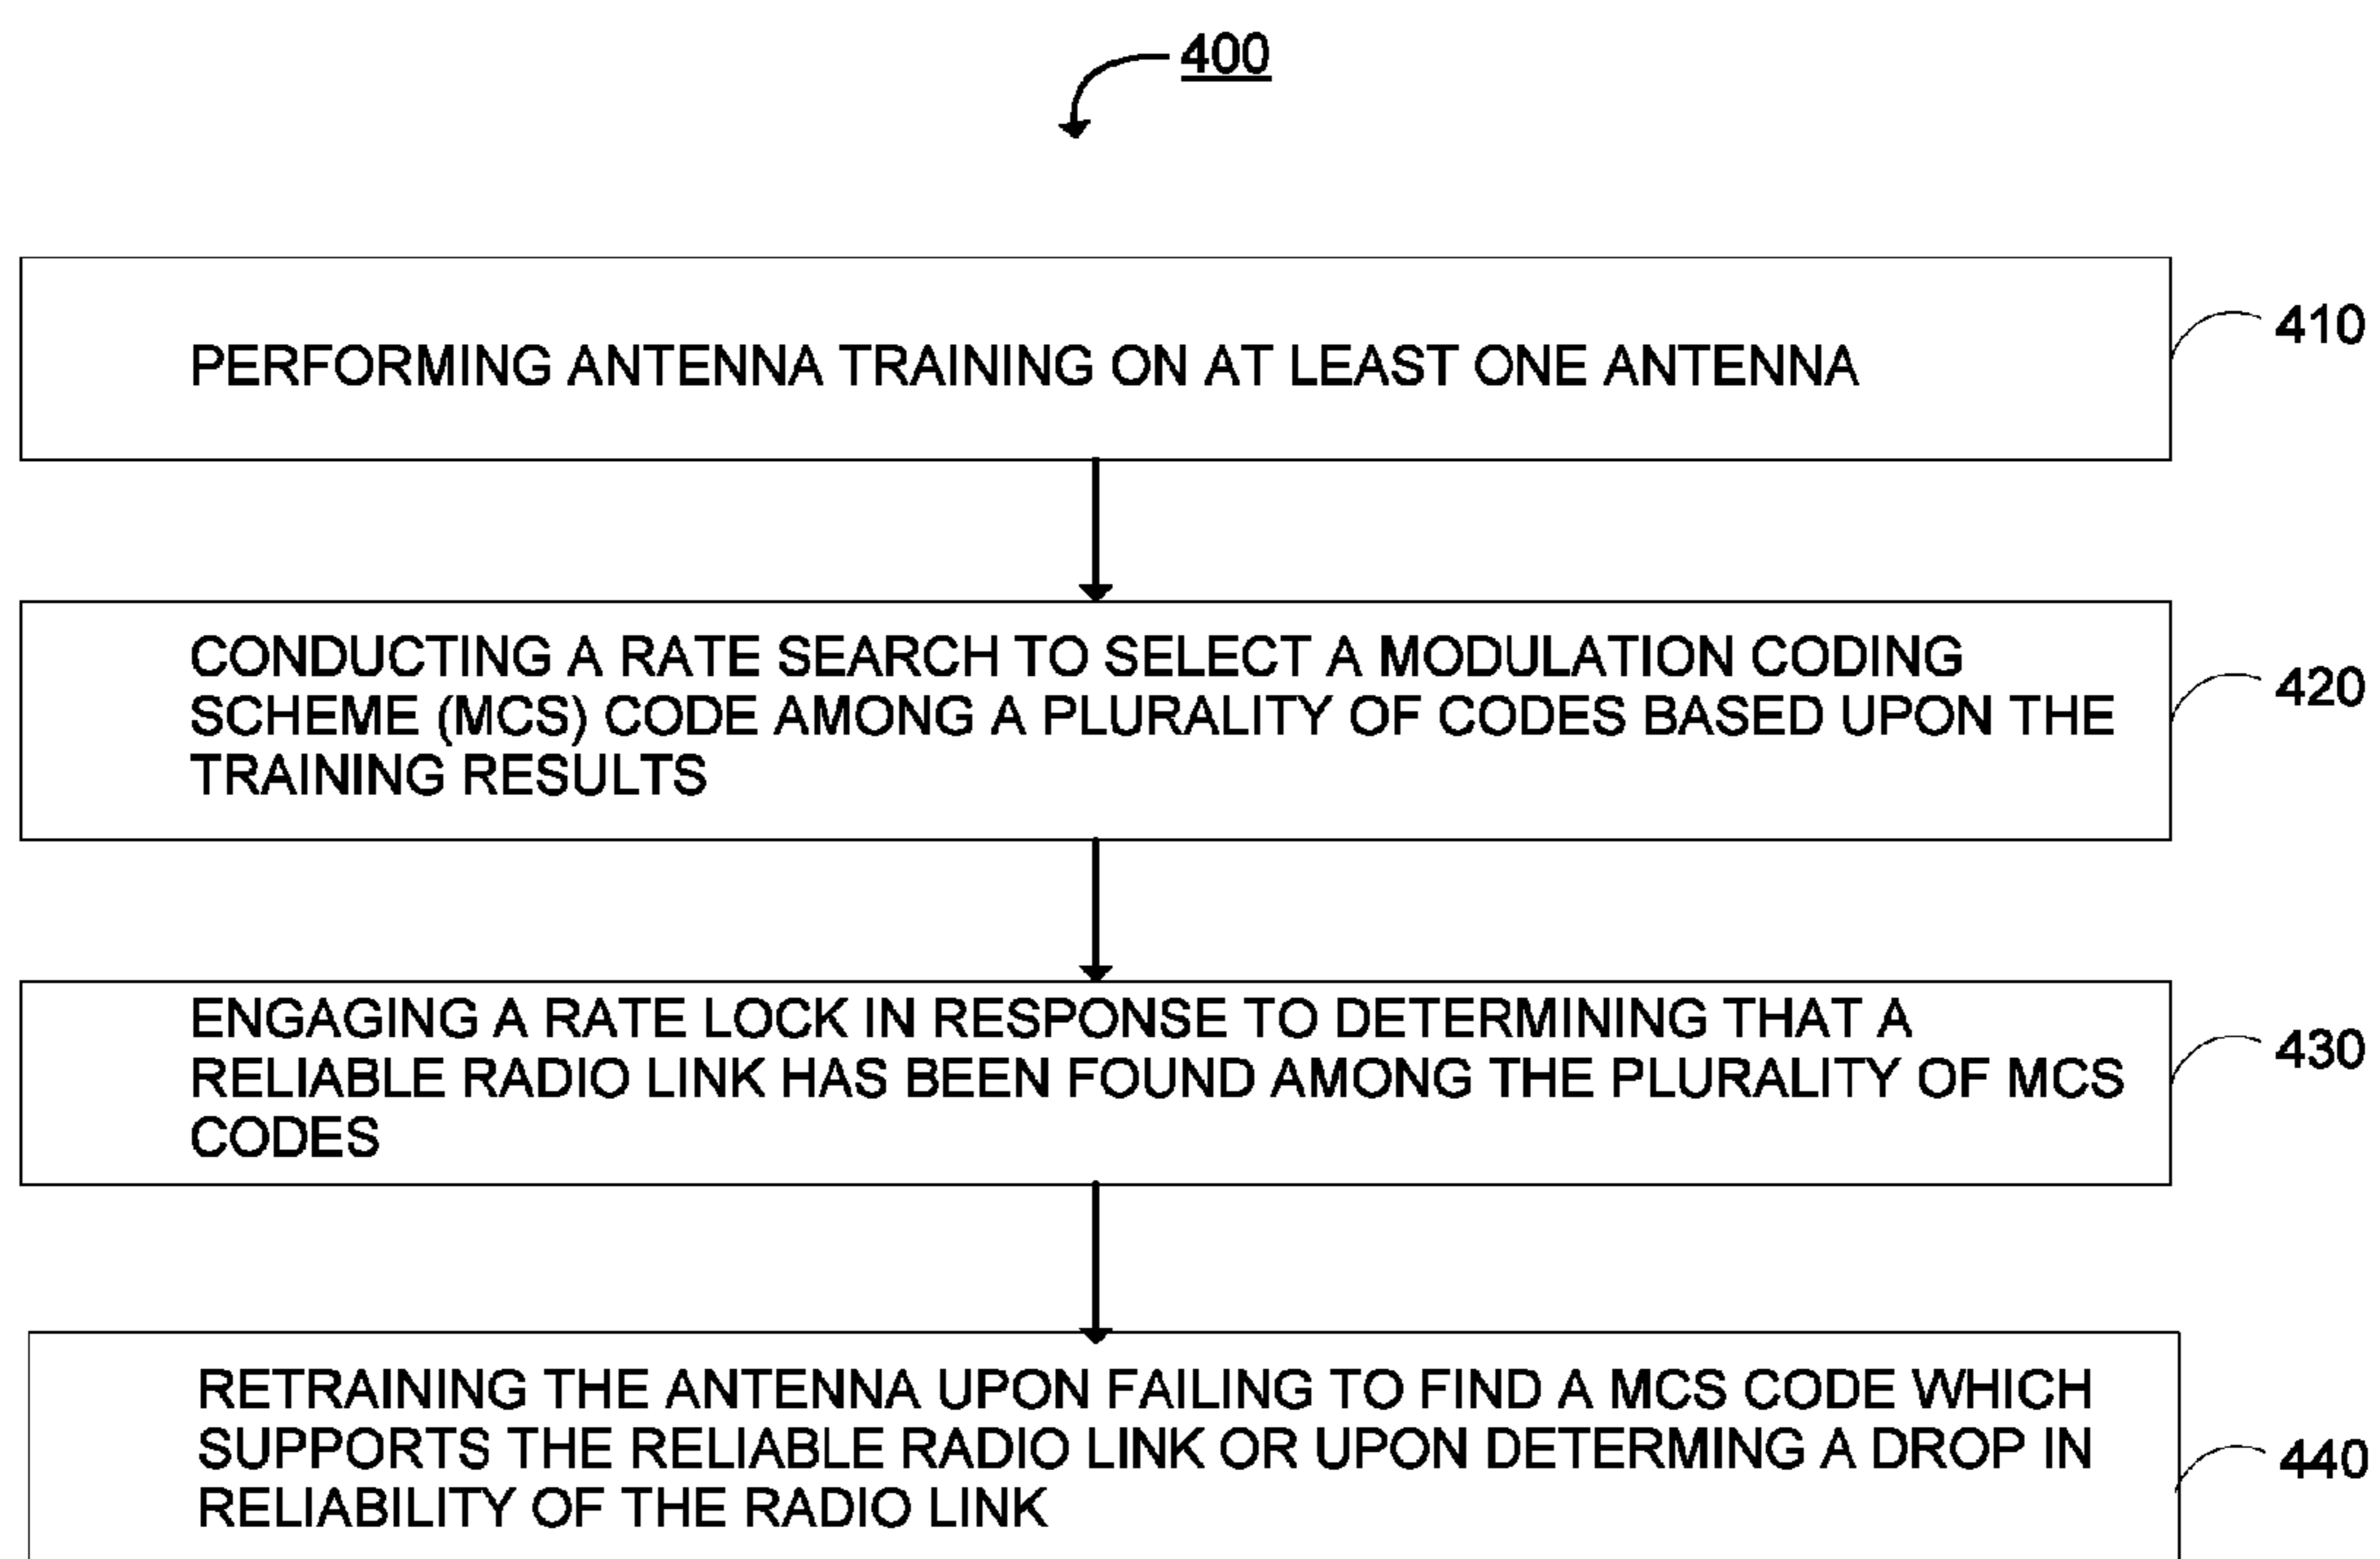 400
PERFORMING ANTENNA TRAINING ON AT LEAST ONE ANTENNA
410
CONDUCTING A RATE SEARCH TO SELECT A MODULATION CODING
SCHEME (MCS) CODE AMONG A PLURALITY OF CODES BASED UPON THE
TRAINING RESULTS
420
ENGAGING A RATE LOCK IN RESPONSE TO DETERMINING THAT A
RELIABLE RADIO LINK HAS BEEN FOUND AMONG THE PLURALITY OF MCS
CODES
430
RETRAINING THE ANTENNA UPON FAILING TO FIND A MCS CODE WHICH
SUPPORTS THE RELIABLE RADIO LINK OR UPON DETERMING A DROP IN
RELIABILITY OF THE RADIO LINK
440